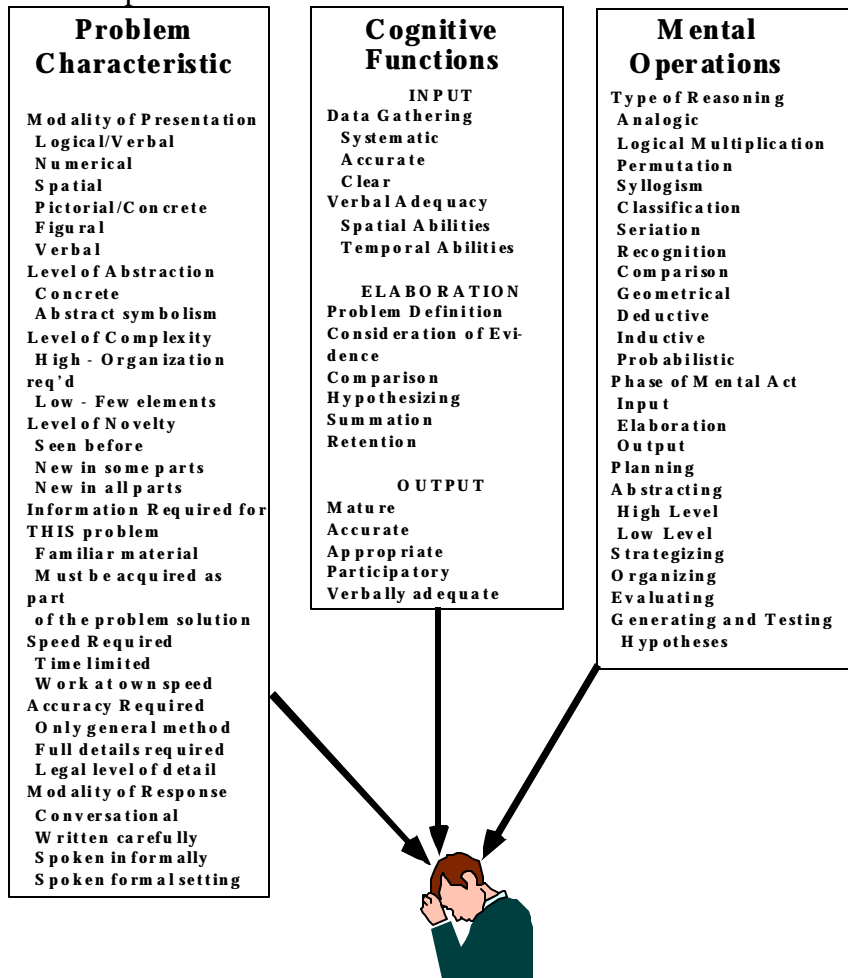 Problem
Characteristic
Modality of Presentation
Logical/Verbal
Numerical
Spatial
Pictorial/Concrete
Figural
Verbal
Level of Abstraction
Concrete
Abstract symbolism
Level of Complexity
High - Organization
req'd
Low - Few elements
Level of Novelty
Seen before
New in some parts
New in all parts
Information Required for
THIS problem
Familiar material
Must be acquired as
part
of the problem solution
Speed Required
Time limited
Work at own speed
Accuracy Required
Only general method
Full details required
Legal level of detail
Modality of Response
Conversational
Written carefully
Spoken informally
Spoken formal setting
Cognitive
Functions
INPUT
Data Gathering
Systematic
Accurate
Clear
Verbal Adequacy
Spatial Abilities
Temporal Abilities
ELABORATION
Problem Definition
Consideration of Evi-
dence
Comparison
Hypothesizing
Summation
Retention
OUTPUT
Mature
Accurate
Appropriate
Participatory
Verbally adequate
Mental
Operations
Type of Reasoning
Analogic
Logical Multiplication
Permutation
Syllogism
Classification
Seriation
Recognition
Comparison
Geometrical
Deductive
Inductive
Probabilistic
Phase of Mental Act
Input
Elaboration
Output
Planning
Abstracting
High Level
Low Level
Strategizing
Organizing
Evaluating
Generating and Testing
Hypotheses